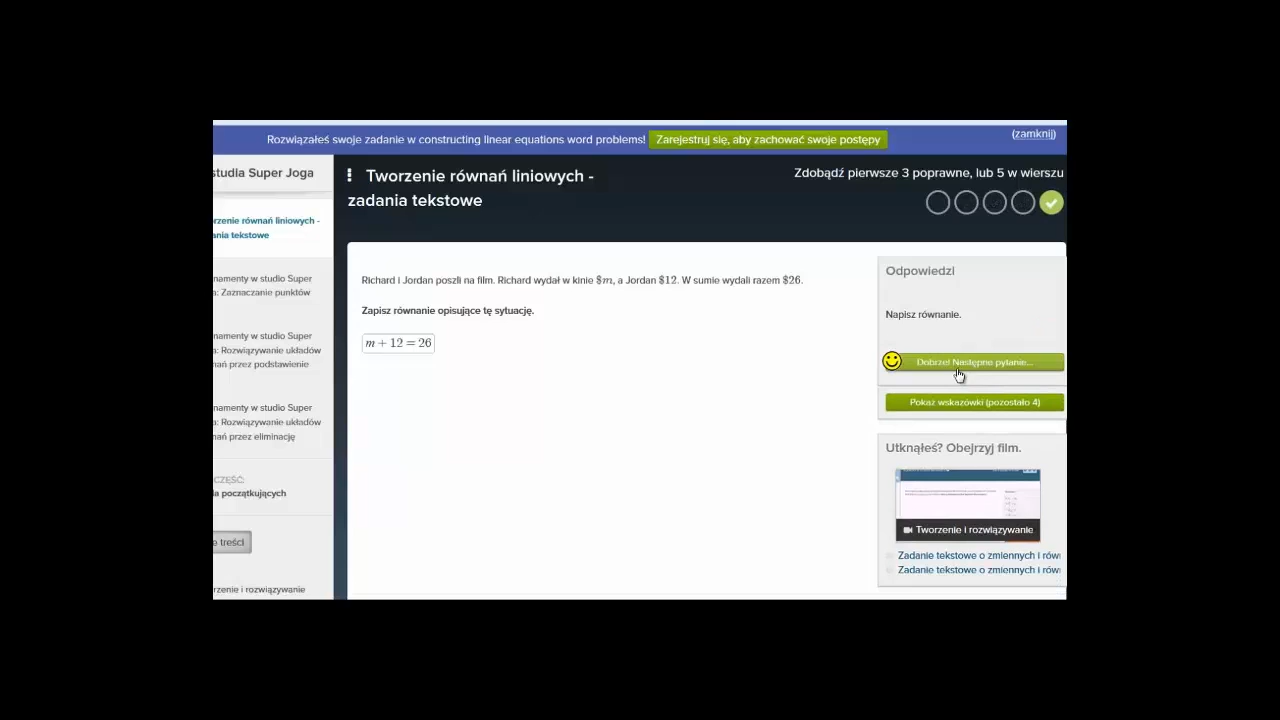 Rozwiązałeś swoje zadanie w constructing linear equations word problems! Zarejestruj się, aby zachować swoje postępy
(zamknij)
studia Super Joga
rzenie równań liniowych -
ania tekstowe
namenty w studio Super
a: Zaznaczanie punktów
namenty w studio Super
a: Rozwiązywanie układów
nań przez podstawienie
namenty w studio Super
a: Rozwiązywanie układów
nań przez eliminację
CZĘŚĆ:
la początkujących
e treści
rzenie i rozwiązywanie
Tworzenie równań liniowych -
zadania tekstowe
Zdobądź pierwsze 3 poprawne, lub 5 w wierszu
Richard i Jordan poszli na film. Richard wydał w kinie $m, a Jordan $12. W sumie wydali razem $26.
Zapisz równanie opisujące tę sytuację.
m + 12 = 26
Odpowiedzi
Napisz równanie.
Dobrze! Następne pytanie...
Pokaż wskazówki (pozostało 4)
Utknąłeś? Obejrzyj film.
Tworzenie i rozwiązywanie
Zadanie tekstowe o zmiennych i rów
Zadanie tekstowe o zmiennych i rów